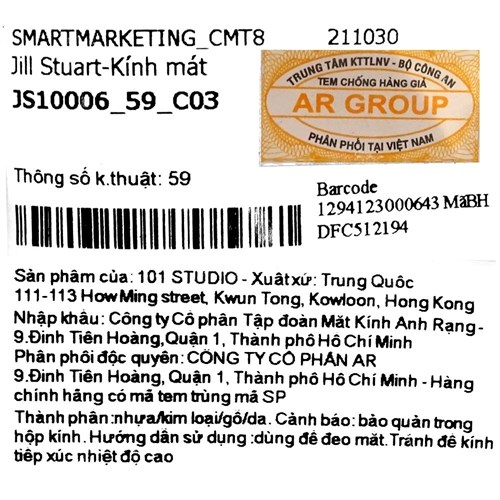 SMARTMARKETING_CMT8 211030
Jill Stuart-Kính mát
JS10006_59_C03
TRUNG TÂM KTTLNV - BỘ CÔNG AN
TEM CHỐNG HÀNG GIẢ
AR GROUP
PHÂN PHỐI TẠI VIỆT NAM
Thông số k.thuật: 59
Barcode
1294123000643 MãBH
DFC512194
Sản phẩm của: 101 STUDIO - Xuất xứ: Trung Quốc
111-113 How Ming street, Kwun Tong, Kowloon, Hong Kong
Nhập khẩu: Công ty Cổ phần Tập đoàn Mắt Kính Anh Rạng -
9.Đinh Tiên Hoàng,Quận 1, Thành phố Hồ Chí Minh
Phân phối độc quyền: CÔNG TY CỔ PHẦN AR
9.Đinh Tiên Hoàng, Quận 1, Thành phố Hồ Chí Minh - Hàng
chính hãng có mã tem trùng mã SP
Thành phần:nhựa/kim loại/gỗ/da. Cảnh báo: bảo quản trong
hộp kính. Hướng dẫn sử dụng :dùng để đeo mắt.Tránh để kính
tiếp xúc nhiệt độ cao